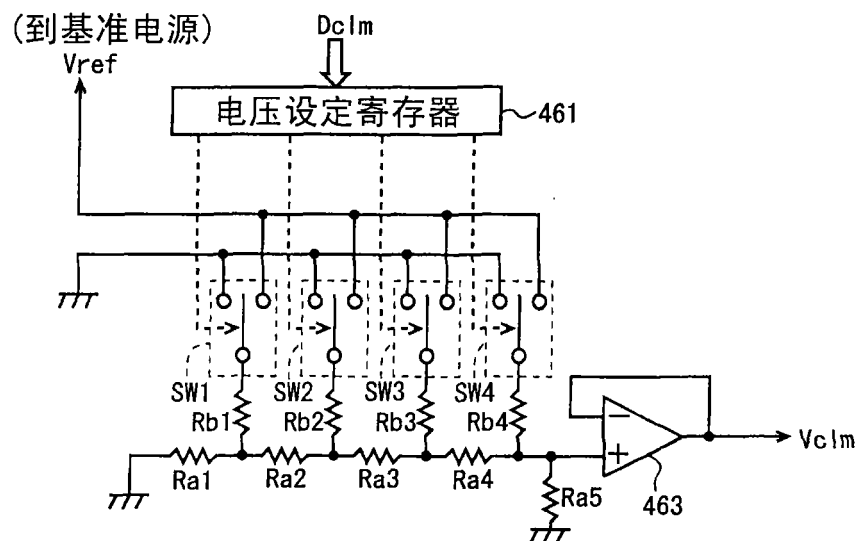 (到基准电源)
Dclm
Vref
电压设定寄存器
461
SW1
SW2
SW3
SW4
Rb1
Rb2
Rb3
Rb4
Vclm
Ra1
Ra2
Ra3
Ra4
Ra5
463